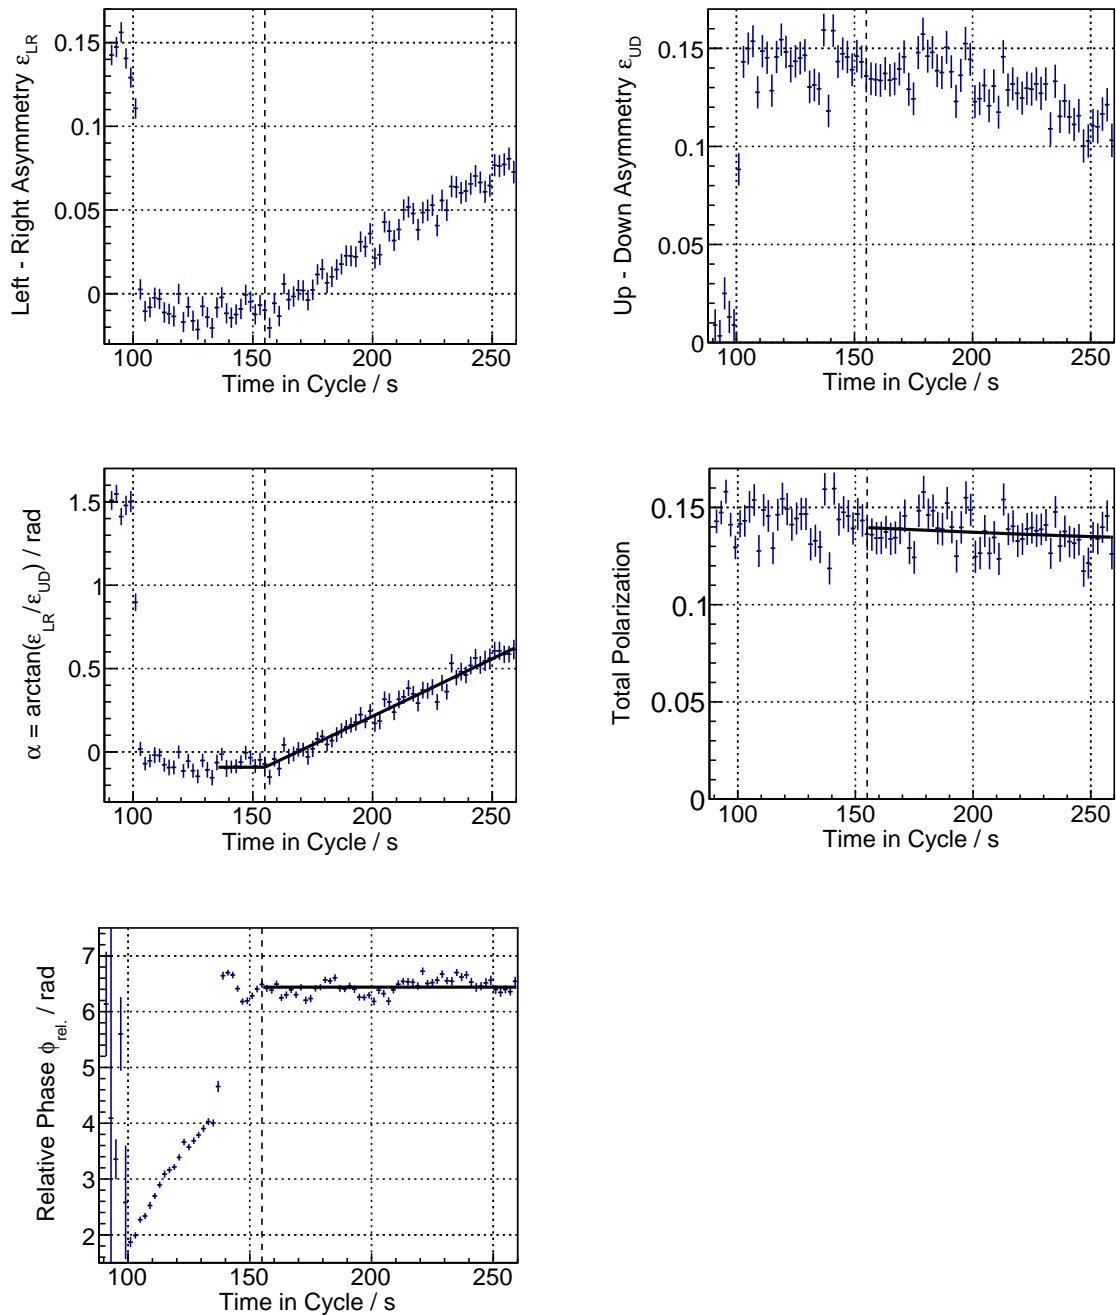 Left - Right Asymmetry ε_LR
0.15
0.1
0.05
0
100 150 200 250
Time in Cycle / s
Up - Down Asymmetry ε_UD
0.15
0.1
0.05
0
100 150 200 250
Time in Cycle / s
α = arctan(ε_LR/ε_UD) / rad
1.5
1
0.5
0
100 150 200 250
Time in Cycle / s
Total Polarization
0.15
0.1
0.05
0
100 150 200 250
Time in Cycle / s
Relative Phase ϕ_rel. / rad
7
6
5
4
3
2
100 150 200 250
Time in Cycle / s